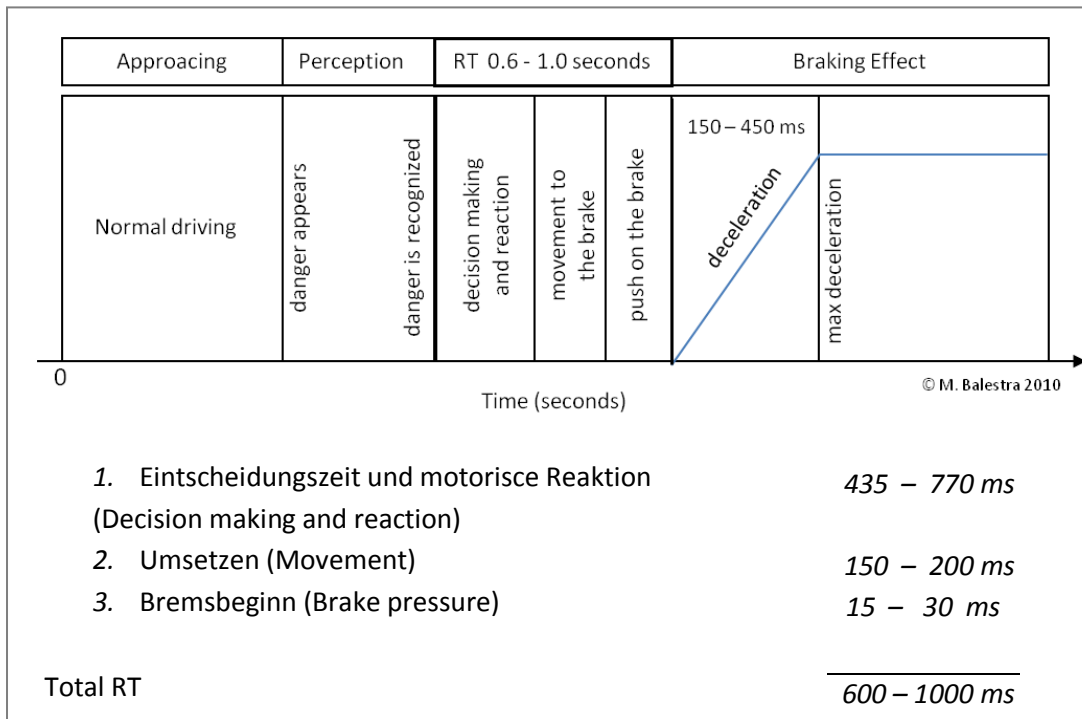 Approacing
Perception
RT 0.6 - 1.0 seconds
Braking Effect
Normal driving
danger appears
danger is recognized
decision making
and reaction
movement to
the brake
push on the brake
150 – 450 ms
deceleration
max deceleration
0
Time (seconds)
© M. Balestra 2010
1. Eintscheidungszeit und motorisce Reaktion
(Decision making and reaction)
435 – 770 ms
2. Umsetzen (Movement)
150 – 200 ms
3. Bremsbeginn (Brake pressure)
15 – 30 ms
Total RT
600 – 1000 ms